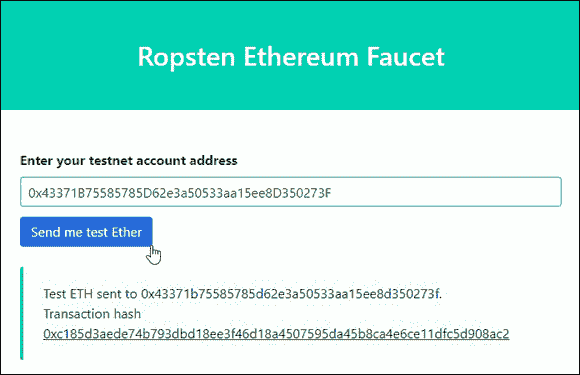 Ropsten Ethereum Faucet
Enter your testnet account address
0x43371B75585785D62e3a50533aa15ee8D350273F
Send me test Ether
Test ETH sent to 0x43371b75585785d62e3a50533aa15ee8d350273f.
Transaction hash
0xc185d3aede74b793dbd18ee3f46d18a4507595da45b8ca4e6ce11dfc5d908ac2